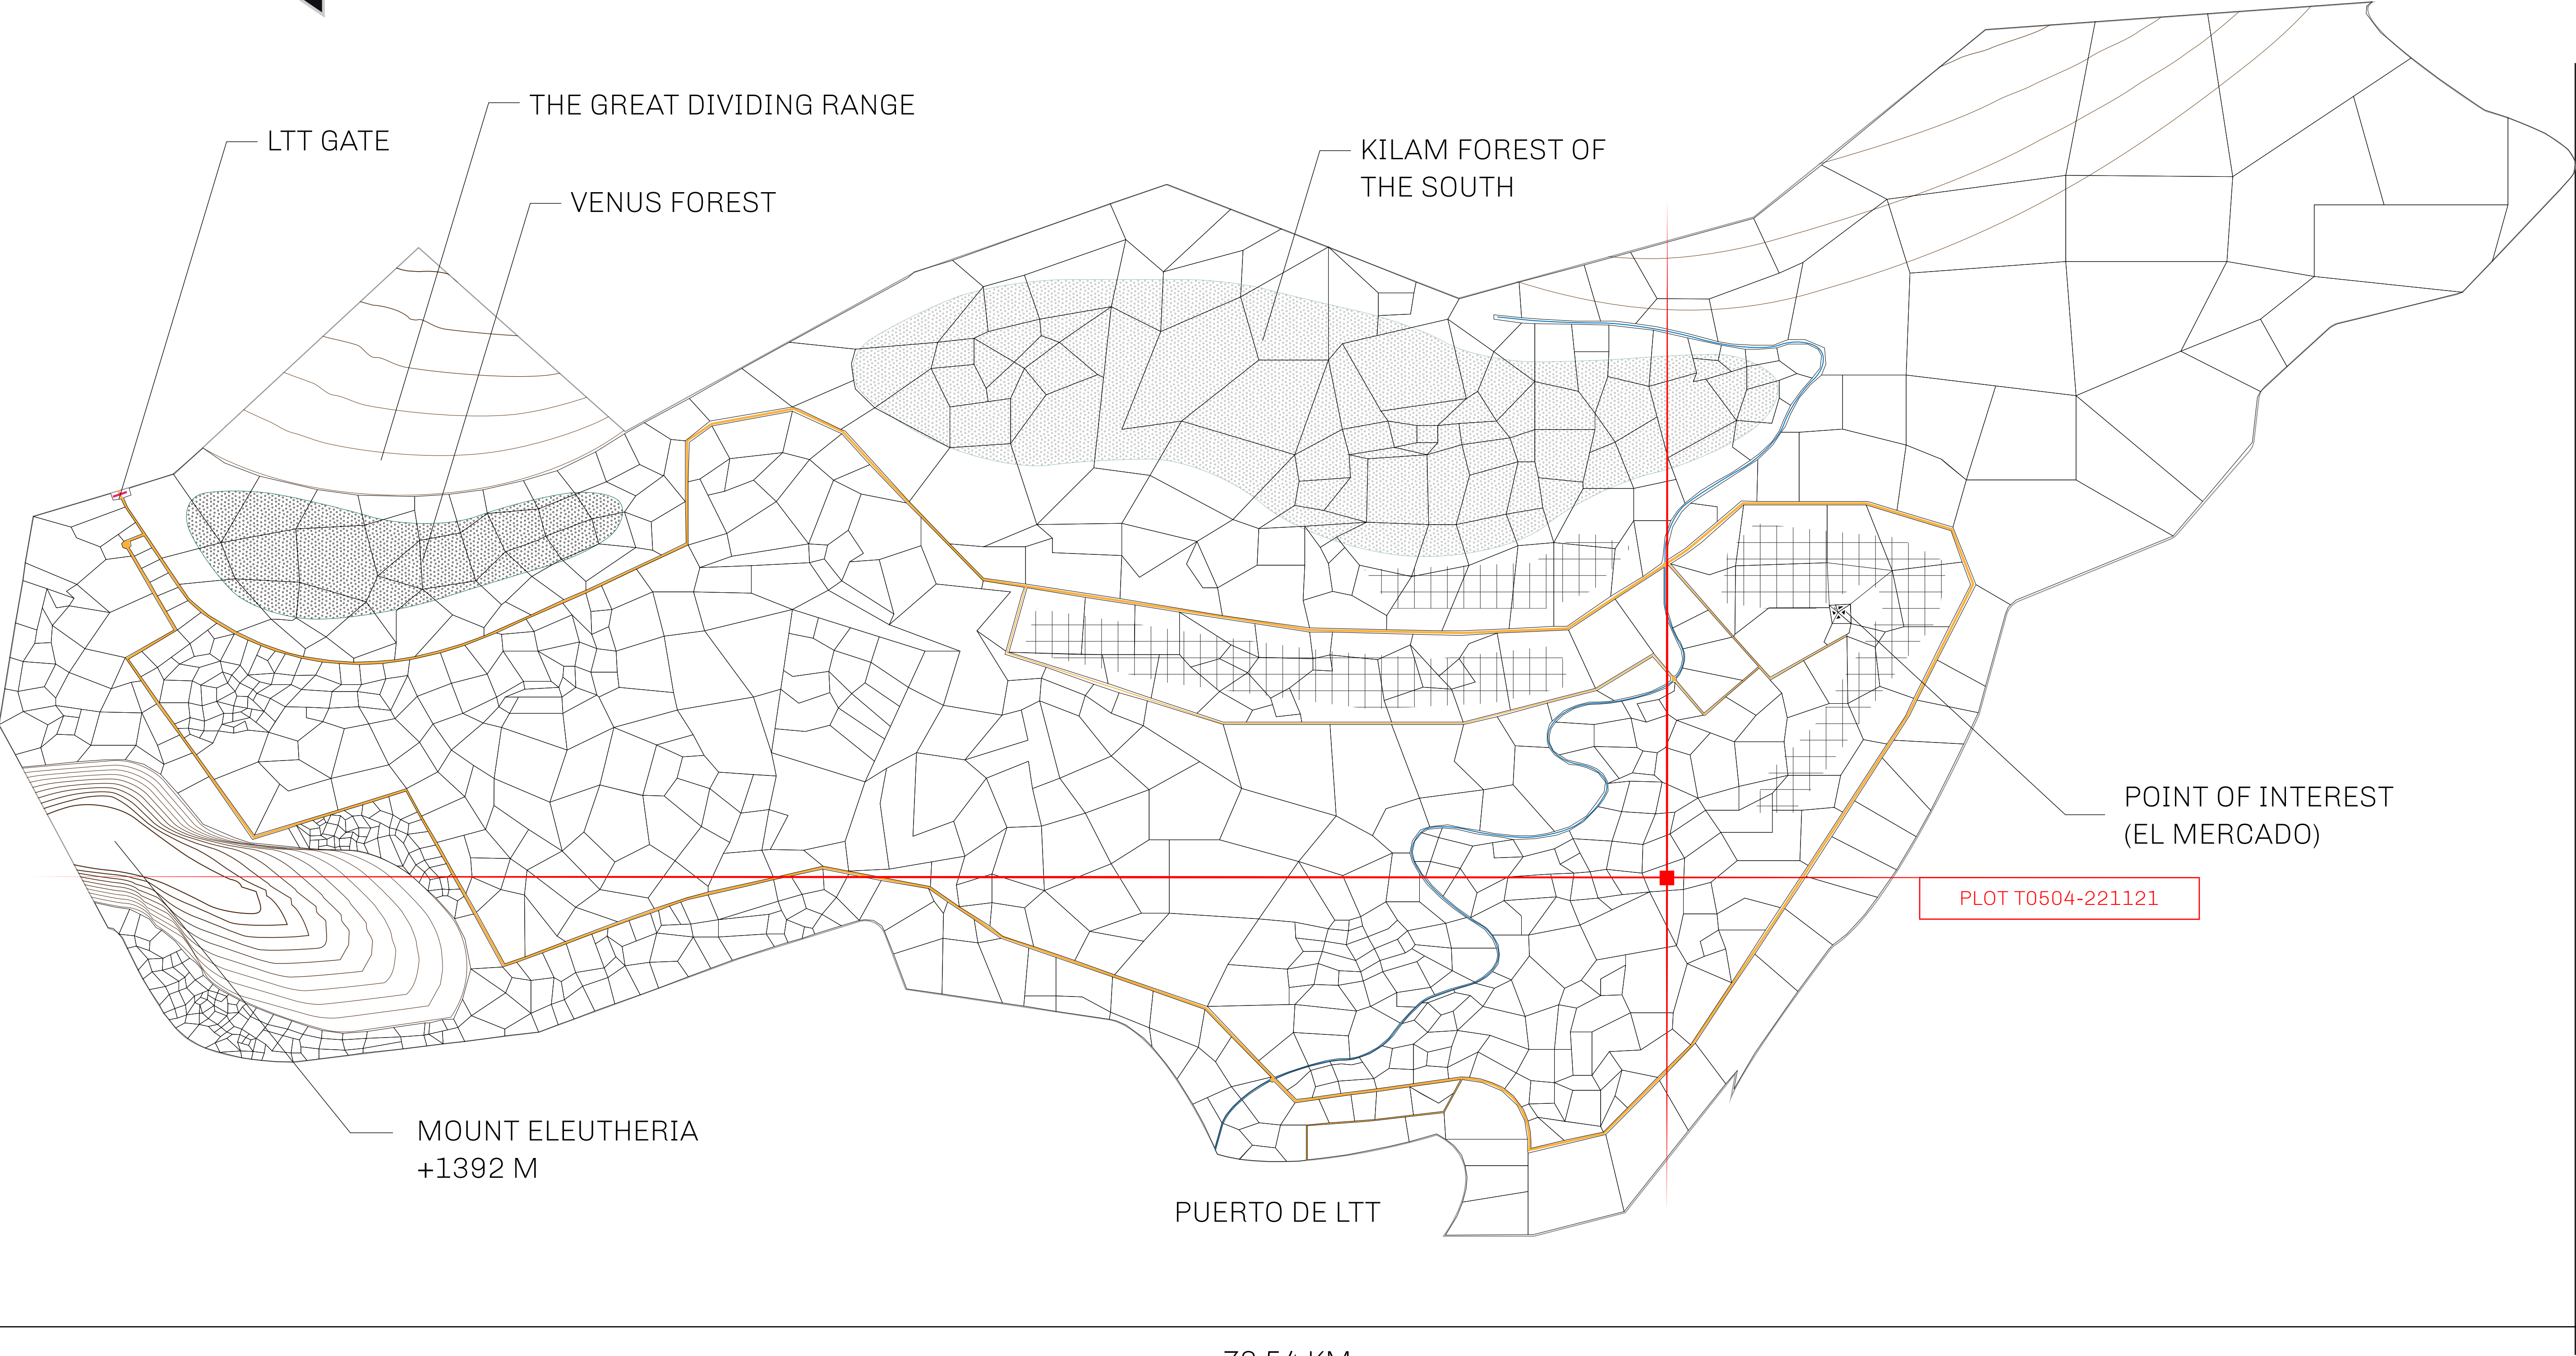 THE GREAT DIVIDING RANGE
LTT GATE
KILAM FOREST OF
THE SOUTH
VENUS FOREST
POINT OF INTEREST
(EL MERCADO)
PLOT T0504-221121
MOUNT ELEUTHERIA
+1392 M
PUERTO DE LTT